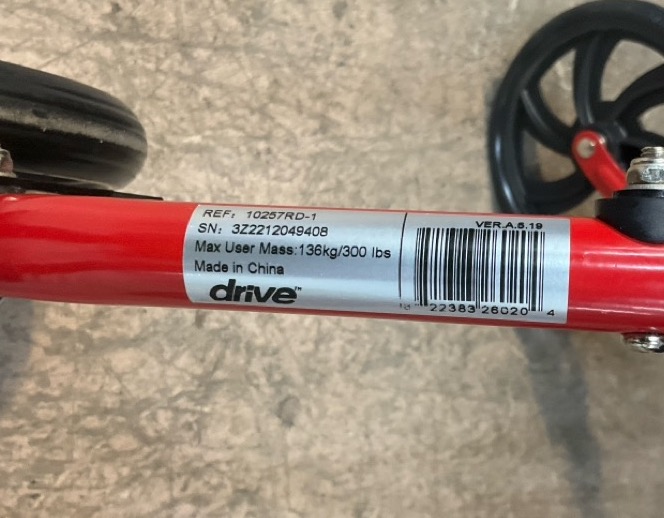 REF: 10257RD-1
SN: 3Z2212049408
Max User Mass:136kg/300 lbs
Made in China
drive™
VER.A.5.19
22383 26020 4